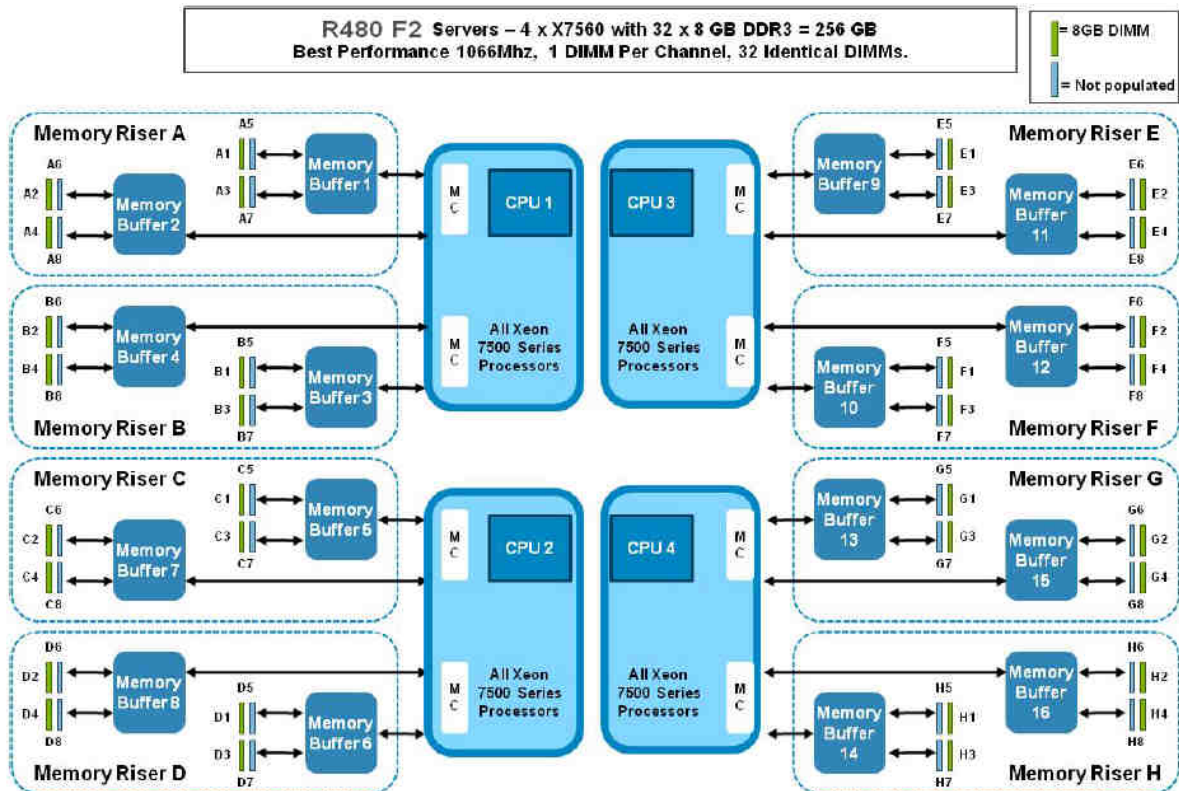 R480 F2 Servers – 4 x X7560 with 32 x 8 GB DDR3 = 256 GB
Best Performance 1066Mhz, 1 DIMM Per Channel, 32 Identical DIMMs.
= 8GB DIMM
= Not populated
Memory Riser A
A5
A1
A3
A7
Memory Buffer 1
A6
A2
A4
A8
Memory Buffer 2
B6
B2
B4
B8
Memory Buffer 4
B5
B1
B3
B7
Memory Buffer 3
Memory Riser B
MC
CPU 1
MC
All Xeon
7500 Series
Processors
CPU 3
MC
All Xeon
7500 Series
Processors
MC
Memory Riser E
Memory Buffer 9
E5
E1
E3
E7
Memory Buffer 11
E6
E2
E4
E8
Memory Buffer 12
F6
F2
F4
F8
Memory Buffer 10
F5
F1
F3
F7
Memory Riser F
Memory Riser C
C5
C1
C3
C7
Memory Buffer 5
C6
C2
C4
C8
Memory Buffer 7
D6
D2
D4
D8
Memory Buffer 8
D5
D1
D3
D7
Memory Buffer 6
Memory Riser D
MC
CPU 2
MC
All Xeon
7500 Series
Processors
CPU 4
MC
All Xeon
7500 Series
Processors
MC
Memory Riser G
Memory Buffer 13
G5
G1
G3
G7
Memory Buffer 15
G6
G2
G4
G8
Memory Buffer 16
H6
H2
H4
H8
Memory Buffer 14
H5
H1
H3
H7
Memory Riser H